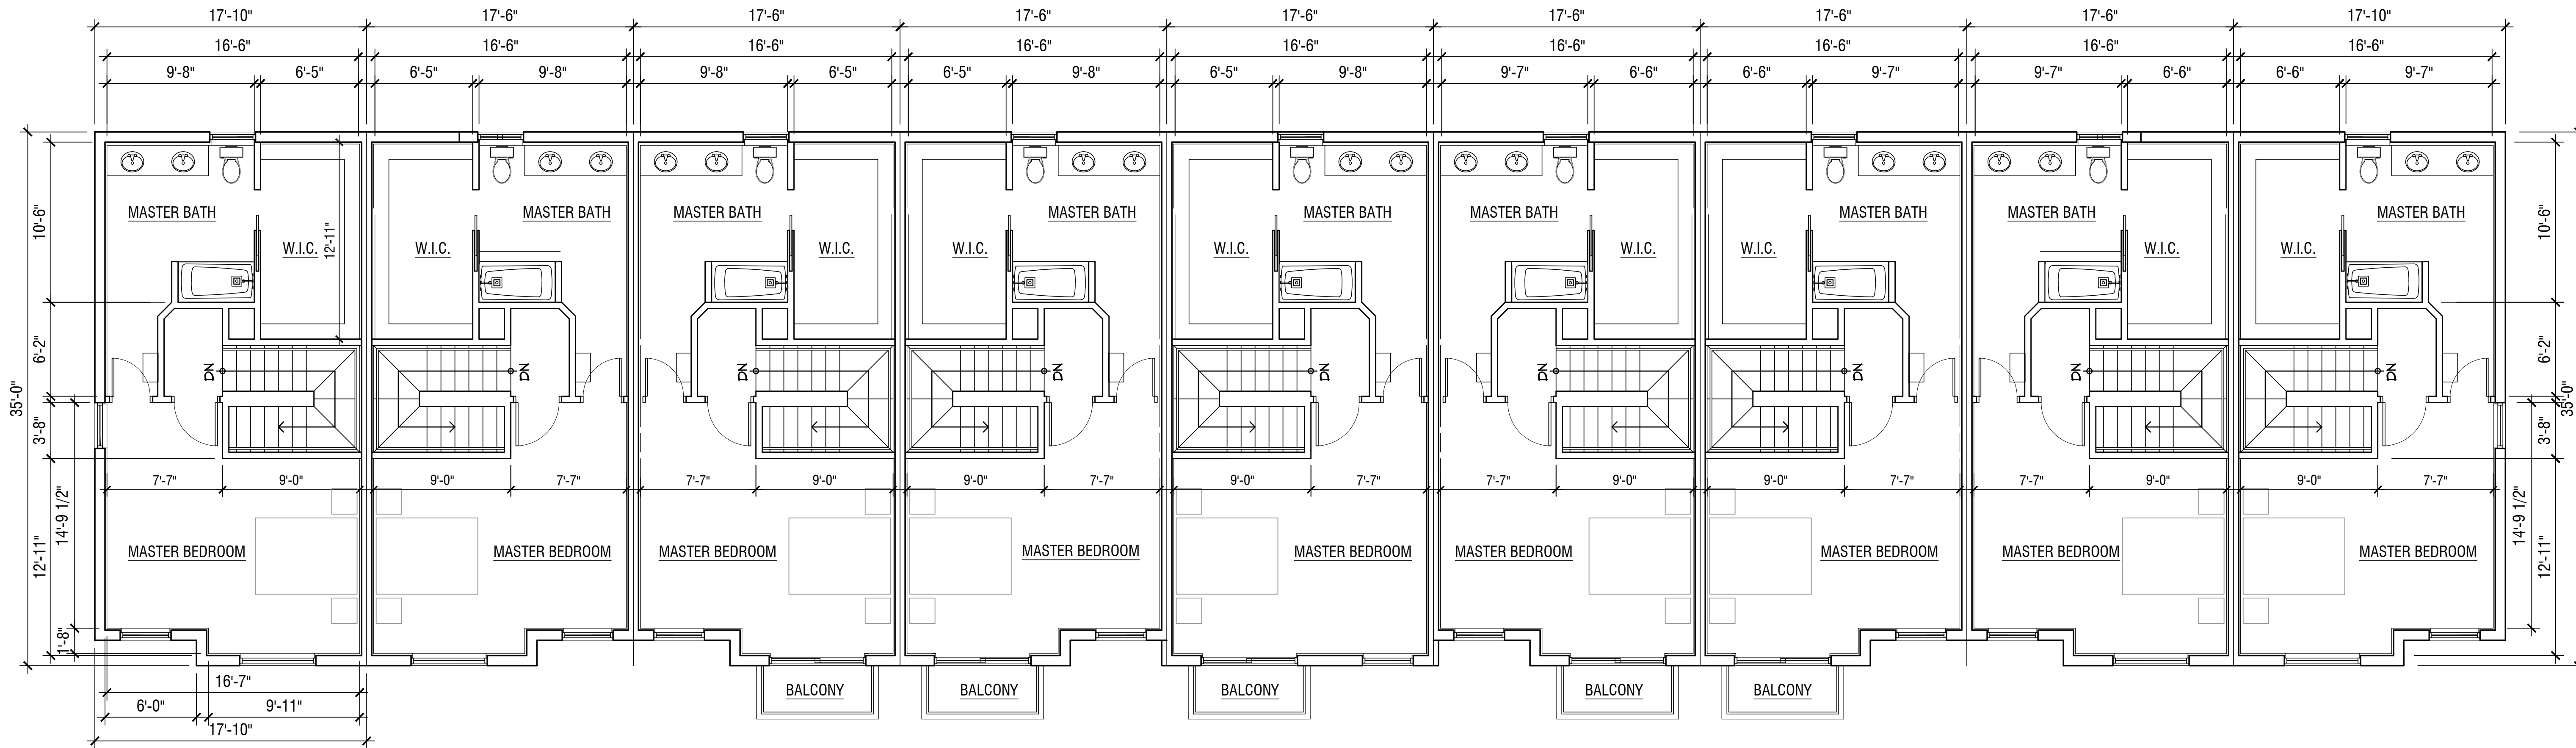 17'-10" 17'-6" 17'-6" 17'-6" 17'-6" 17'-6" 17'-6" 17'-6" 17'-10"
16'-6" 16'-6" 16'-6" 16'-6" 16'-6" 16'-6" 16'-6" 16'-6" 16'-6"
9'-8" 6'-5" 6'-5" 9'-8" 9'-8" 6'-5" 6'-5" 9'-8" 6'-5" 9'-8" 9'-7" 6'-6" 6'-6" 9'-7" 9'-7" 6'-6" 6'-6" 9'-7"
MASTER BATH MASTER BATH MASTER BATH MASTER BATH MASTER BATH MASTER BATH MASTER BATH MASTER BATH MASTER BATH
10'-6" 12'-11" 10'-6"
W.I.C. W.I.C. W.I.C. W.I.C. W.I.C. W.I.C. W.I.C. W.I.C. W.I.C.
6'-2" 6'-2"
DN DN DN DN DN DN DN DN DN
35'-0" 35'-0"
3'-8" 3'-8"
7'-7" 9'-0" 9'-0" 7'-7" 7'-7" 9'-0" 9'-0" 7'-7" 9'-0" 7'-7" 7'-7" 9'-0" 9'-0" 7'-7" 7'-7" 9'-0" 9'-0" 7'-7"
14'-9 1/2" 14'-9 1/2"
12'-11" 12'-11"
MASTER BEDROOM MASTER BEDROOM MASTER BEDROOM MASTER BEDROOM MASTER BEDROOM MASTER BEDROOM MASTER BEDROOM MASTER BEDROOM MASTER BEDROOM
1'-8"
16'-7"
BALCONY BALCONY BALCONY BALCONY BALCONY
6'-0" 9'-11"
17'-10"